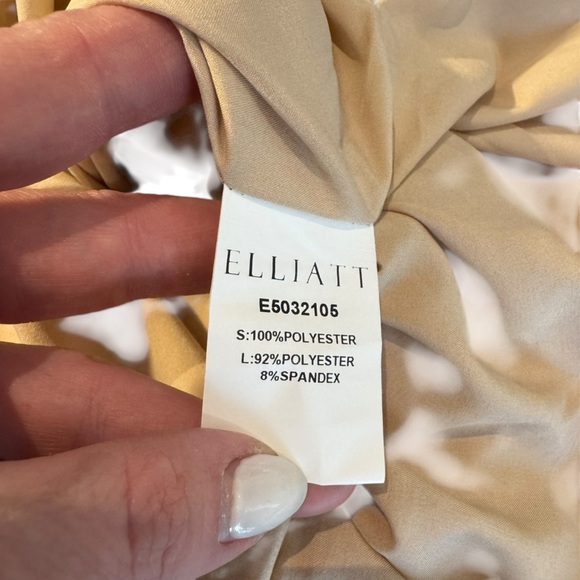 ELLIATT
E5032105
S:100%POLYESTER
L:92%POLYESTER
8%SPANDEX